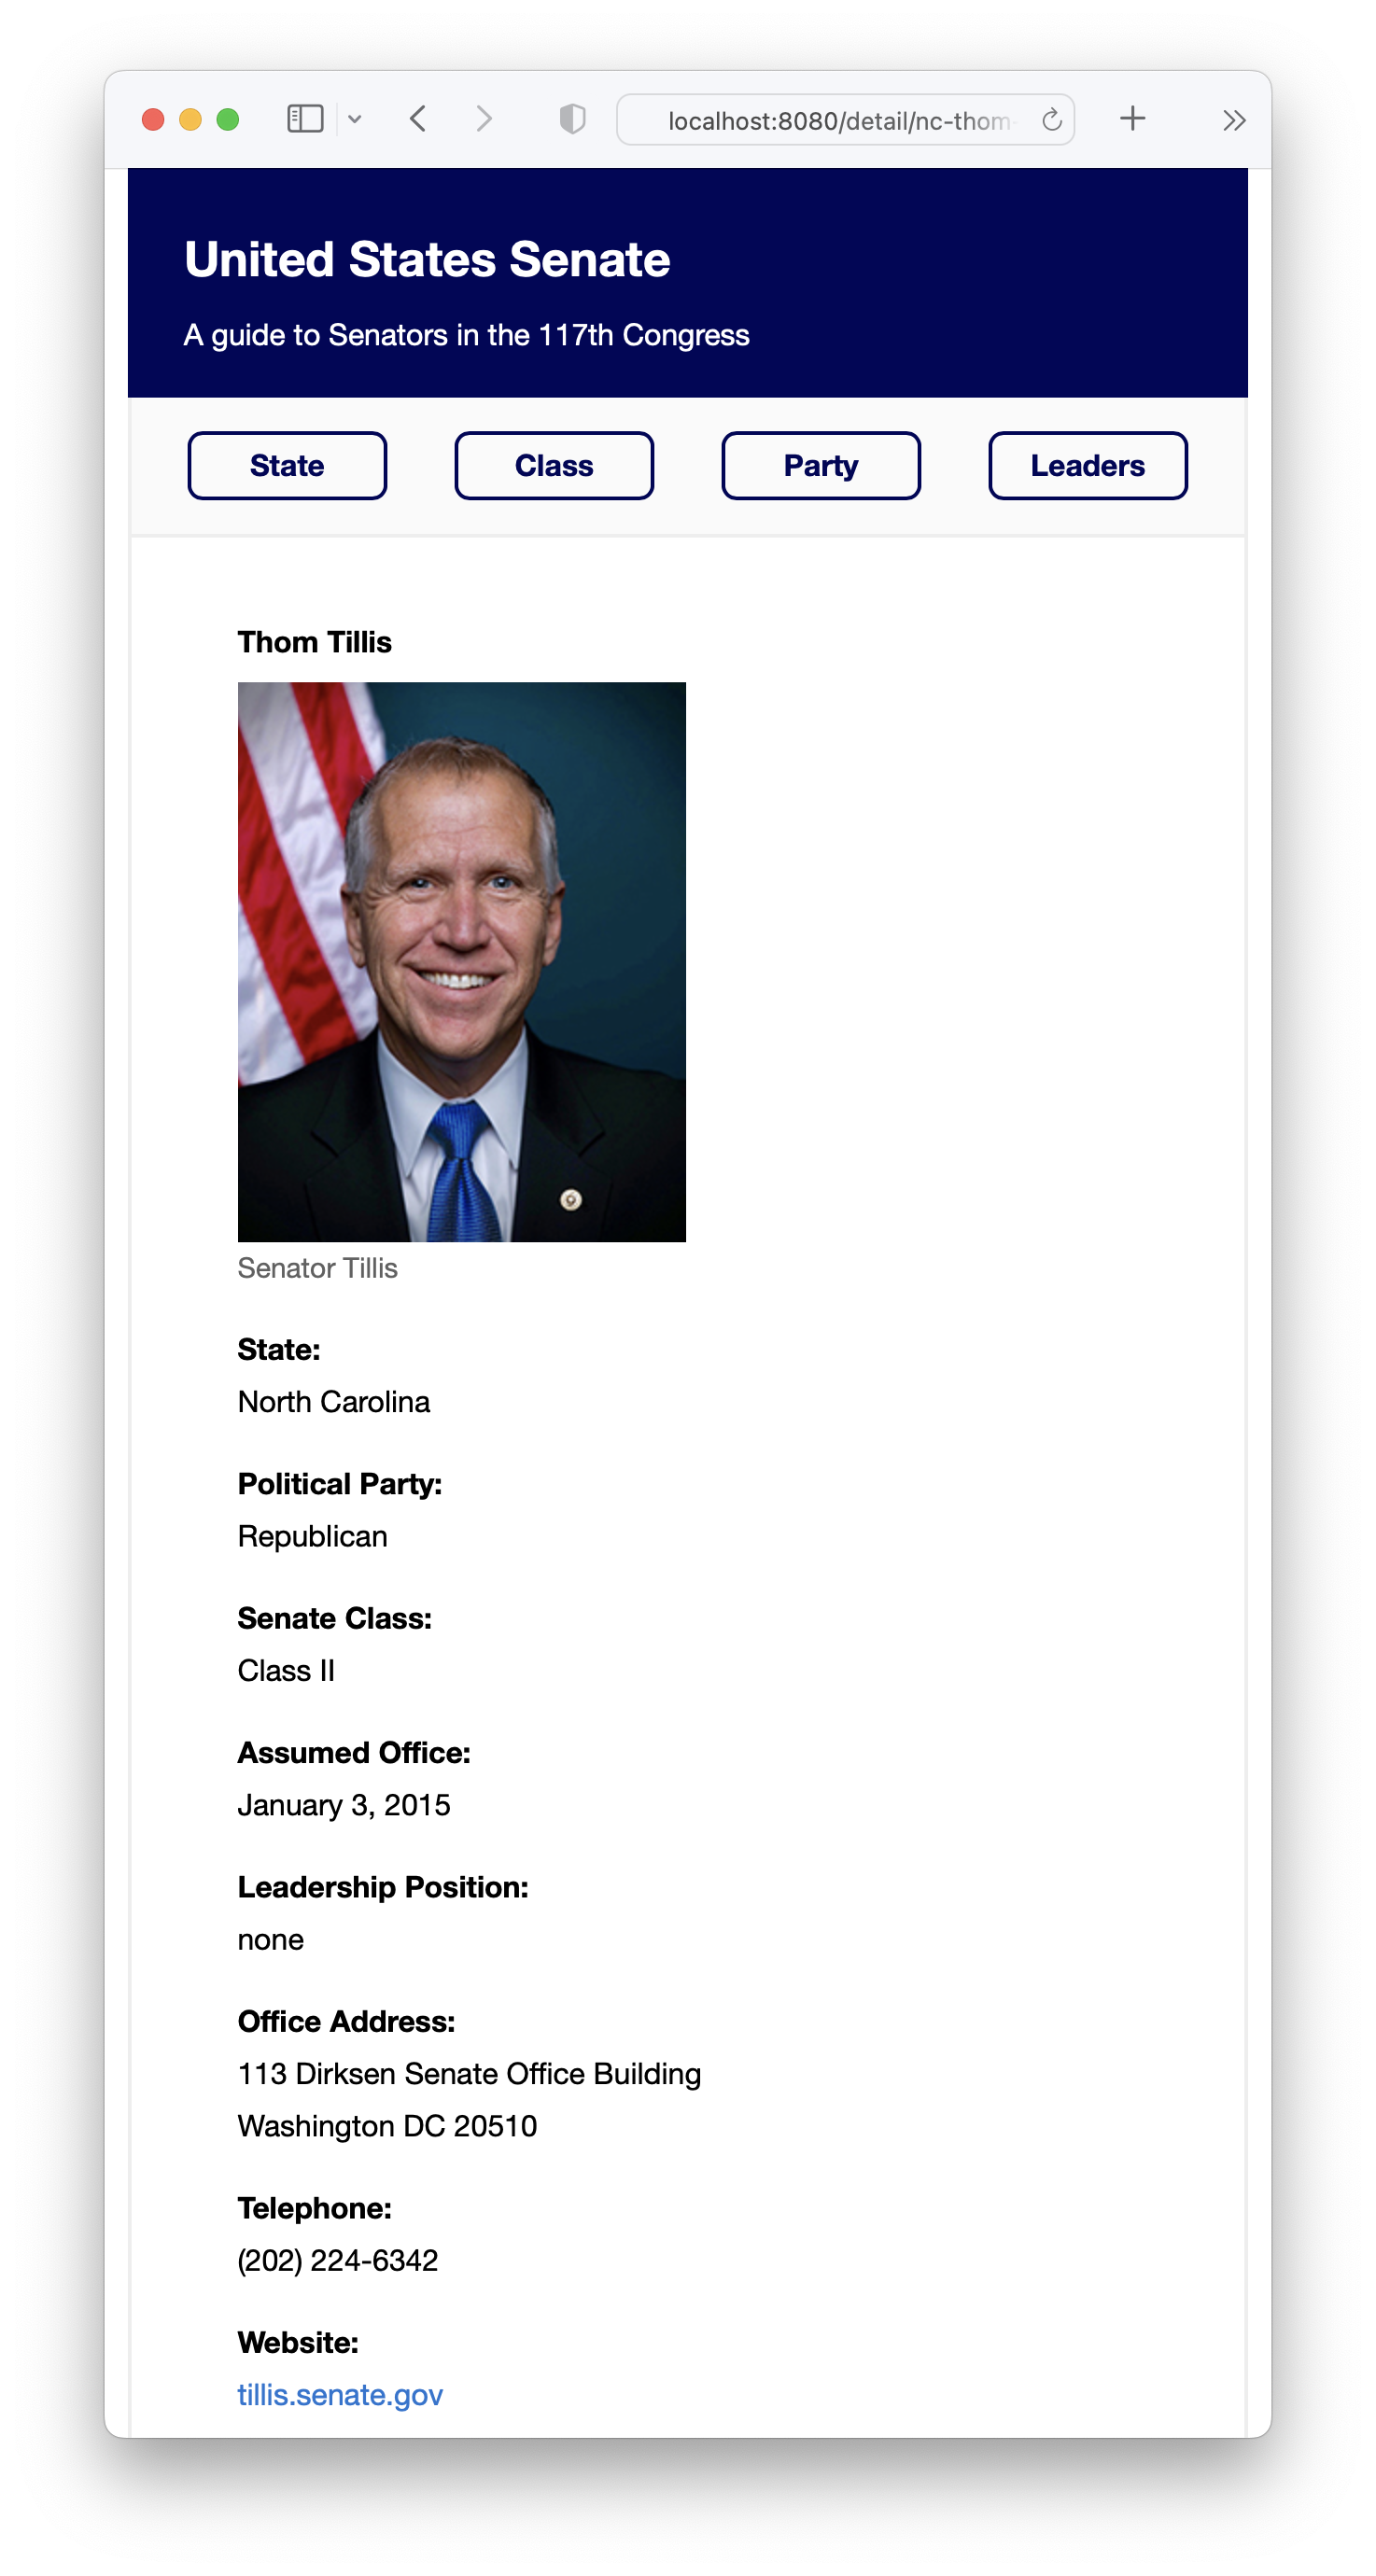 localhost:8080/detail/nc-thom-
United States Senate
A guide to Senators in the 117th Congress
State
Class
Party
Leaders
Thom Tillis
Senator Tillis
State:
North Carolina
Political Party:
Republican
Senate Class:
Class II
Assumed Office:
January 3, 2015
Leadership Position:
none
Office Address:
113 Dirksen Senate Office Building
Washington DC 20510
Telephone:
(202) 224-6342
Website:
tillis.senate.gov